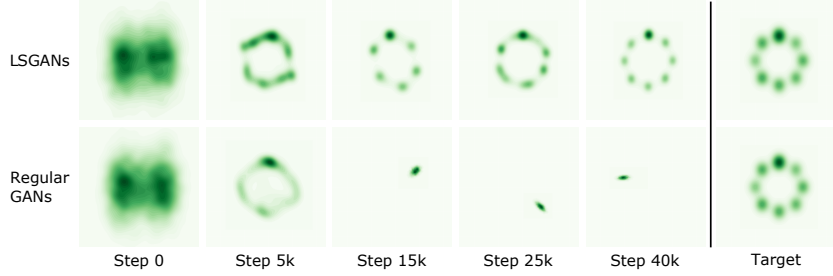 LSGANs
Regular
GANs
Step 0 Step 5k Step 15k Step 25k Step 40k Target